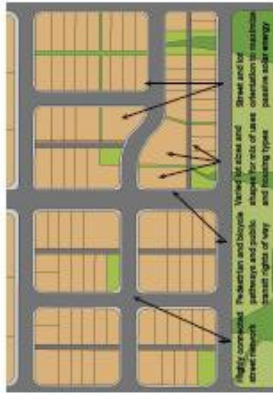 Highly connected
street network
Pedestrian and bicycle
pathways and public
transit rights of way
Varied lot sizes and
shapes for mix of uses
and housing types
Street and lot
orientation to maximize
passive solar energy